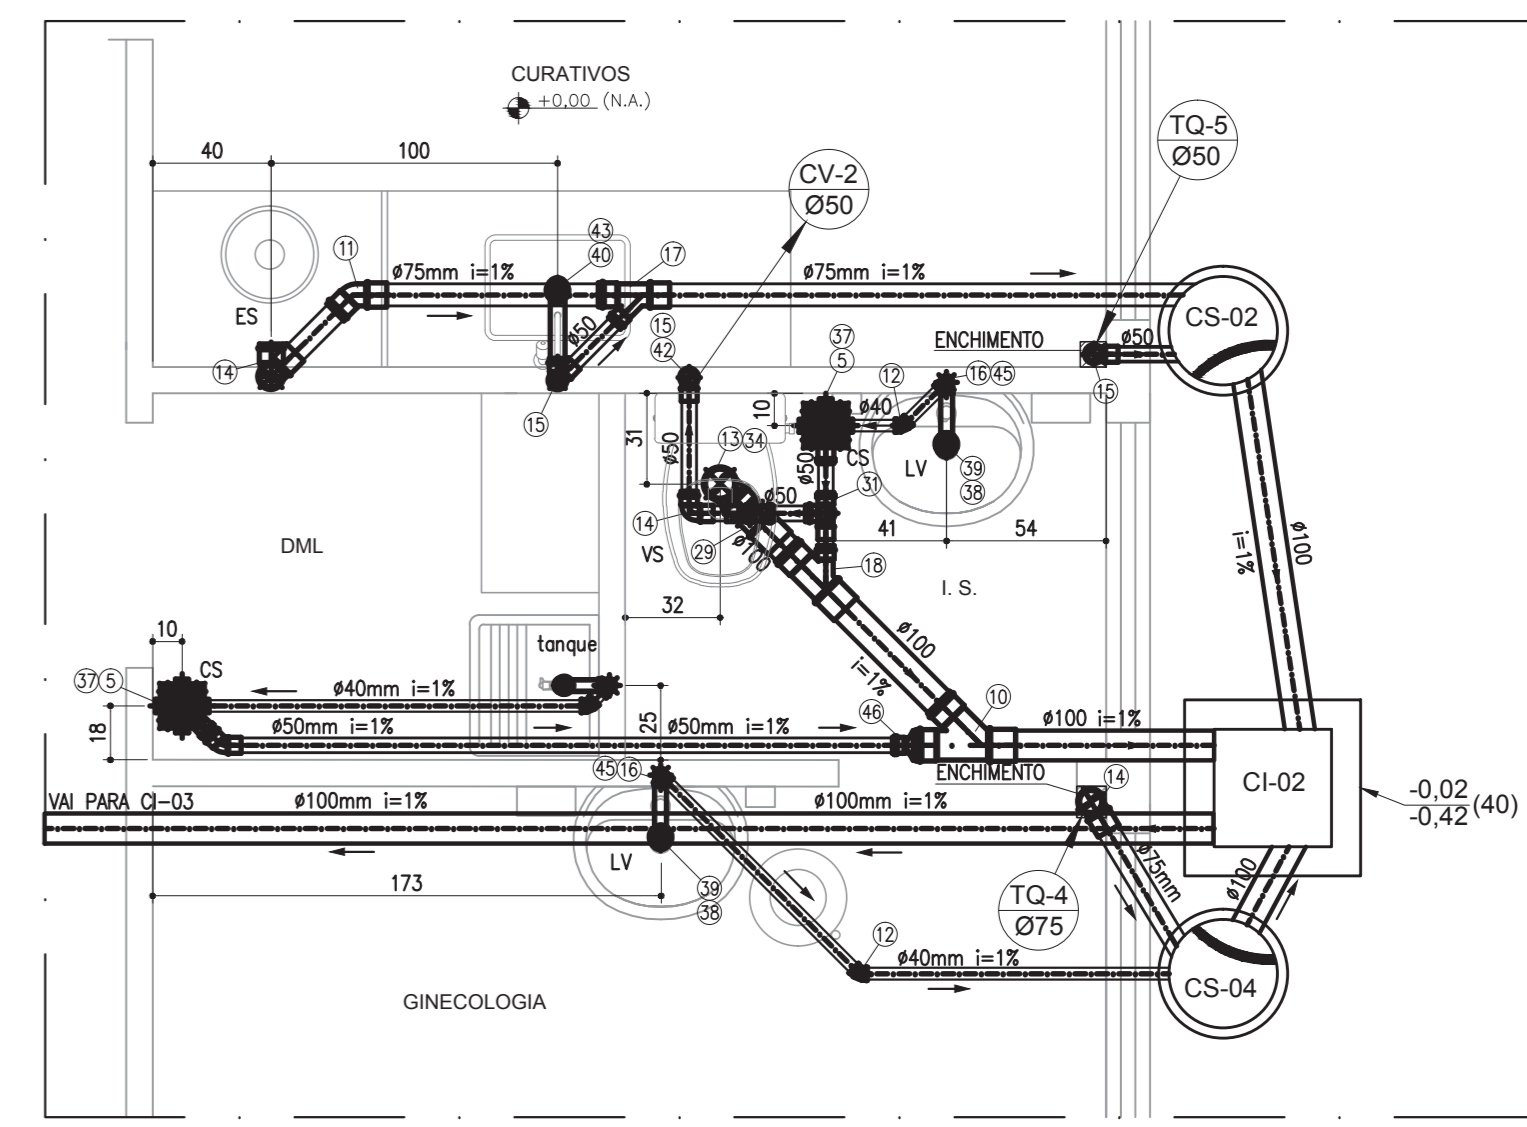 CURATIVOS
+0,00 (N.A.)
TQ-5
Ø50
40
100
CV-2
Ø50
43
40
17
11
ø75mm i=1%
ø75mm i=1%
CS-02
ES
ø50
15
42
37
5
ENCHIMENTO
ø50
14
12
16
45
15
15
10
ø40
31
ø50
13
34
ø50
CS
LV
39
38
ø50
31
14
41
54
29
ø100
VS
18
DML
I. S.
i=1%
ø100
32
ø100
i=1%
10
tanque
CS
37
5
ø40mm i=1%
10
18
ø50mm i=1%
25
ø50mm i=1%
46
ø100 i=1%
45
16
ENCHIMENTO
14
CI-02
-0,02
-0,42
(40)
VAI PARA CI-03
ø100mm i=1%
ø100mm i=1%
LV
173
39
38
ø75mm
ø100
TQ-4
Ø75
12
ø40mm i=1%
CS-04
GINECOLOGIA